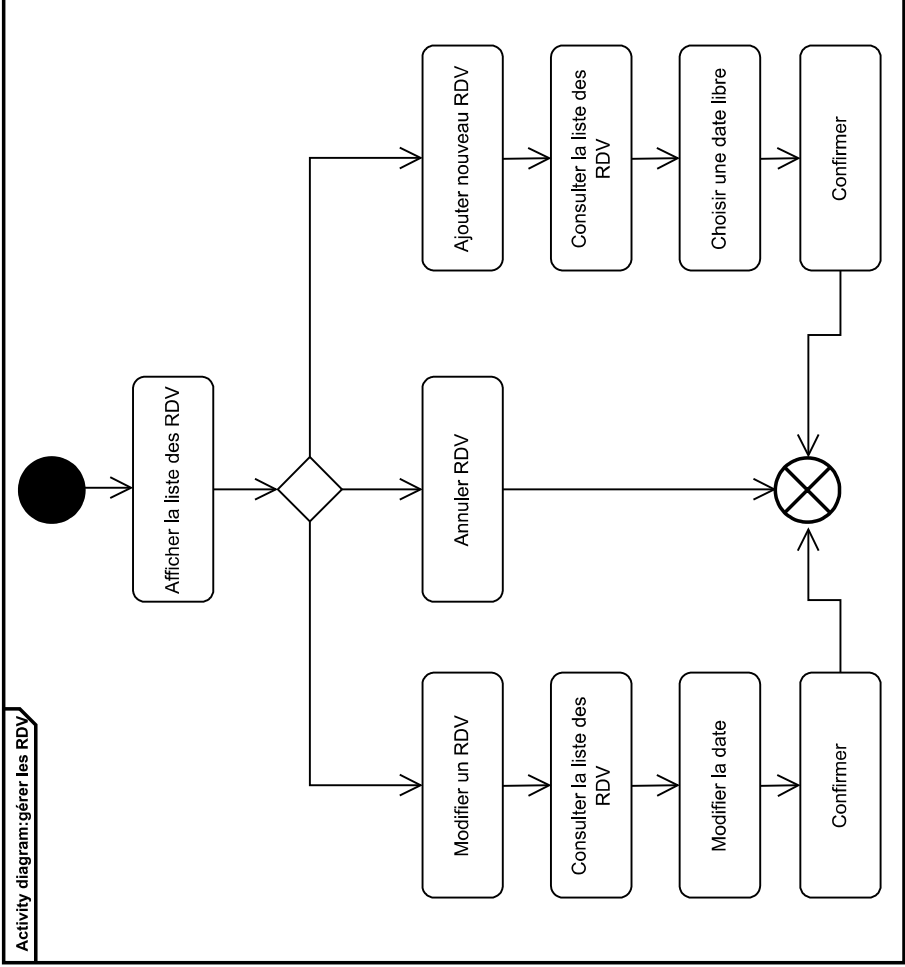 Activity diagram:gérer les RDV
Afficher la liste des RDV
Modifier un RDV
Consulter la liste des
RDV
Modifier la date
Confirmer
Annuler RDV
Ajouter nouveau RDV
Consulter la liste des
RDV
Choisir une date libre
Confirmer